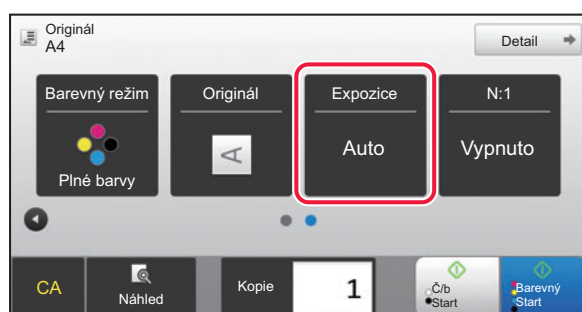 Originál
A4
Detail
Barevný režim
Originál
Expozice
N:1
A
Auto
Vypnuto
Plné barvy
CA
Náhled
Kopie
1
Č/b
Start
Barevný
Start